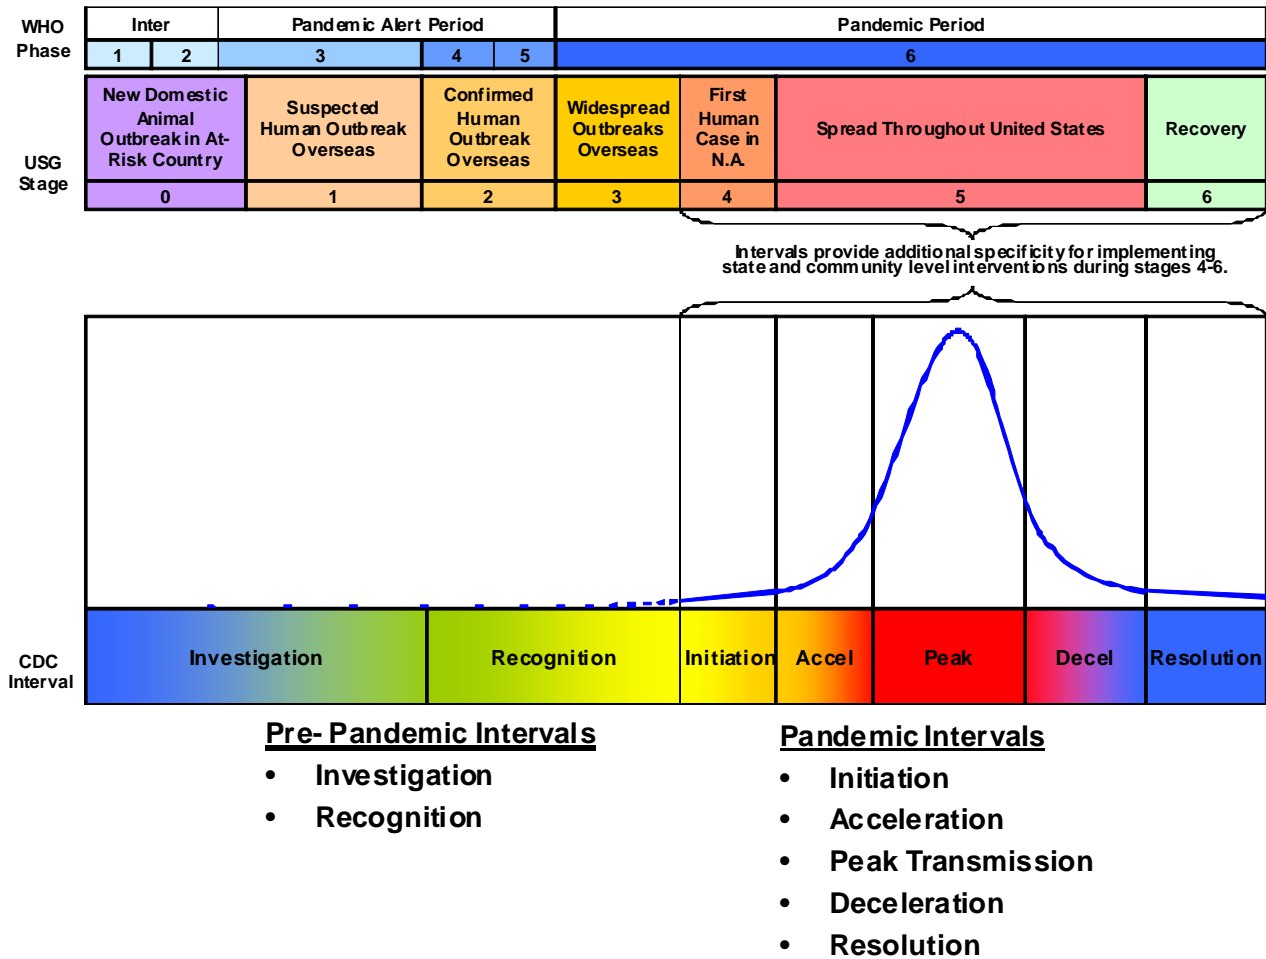 WHO
Phase
Inter
Pandemic Alert Period
Pandemic Period
1
2
3
4
5
6
USG
Stage
New Domestic
Animal
Outbreak in At-
Risk Country
Suspected
Human Outbreak
Overseas
Confirmed
Human
Outbreak
Overseas
Widespread
Outbreaks
Overseas
First
Human
Case in
N.A.
Spread Throughout United States
Recovery
0
1
2
3
4
5
6
Intervals provide additional specificity for implementing
state and community level interventions during stages 4-6.
CDC
Interval
Investigation
Recognition
Initiation
Accel
Peak
Decel
Resolution
Pre- Pandemic Intervals
• Investigation
• Recognition
Pandemic Intervals
• Initiation
• Acceleration
• Peak Transmission
• Deceleration
• Resolution